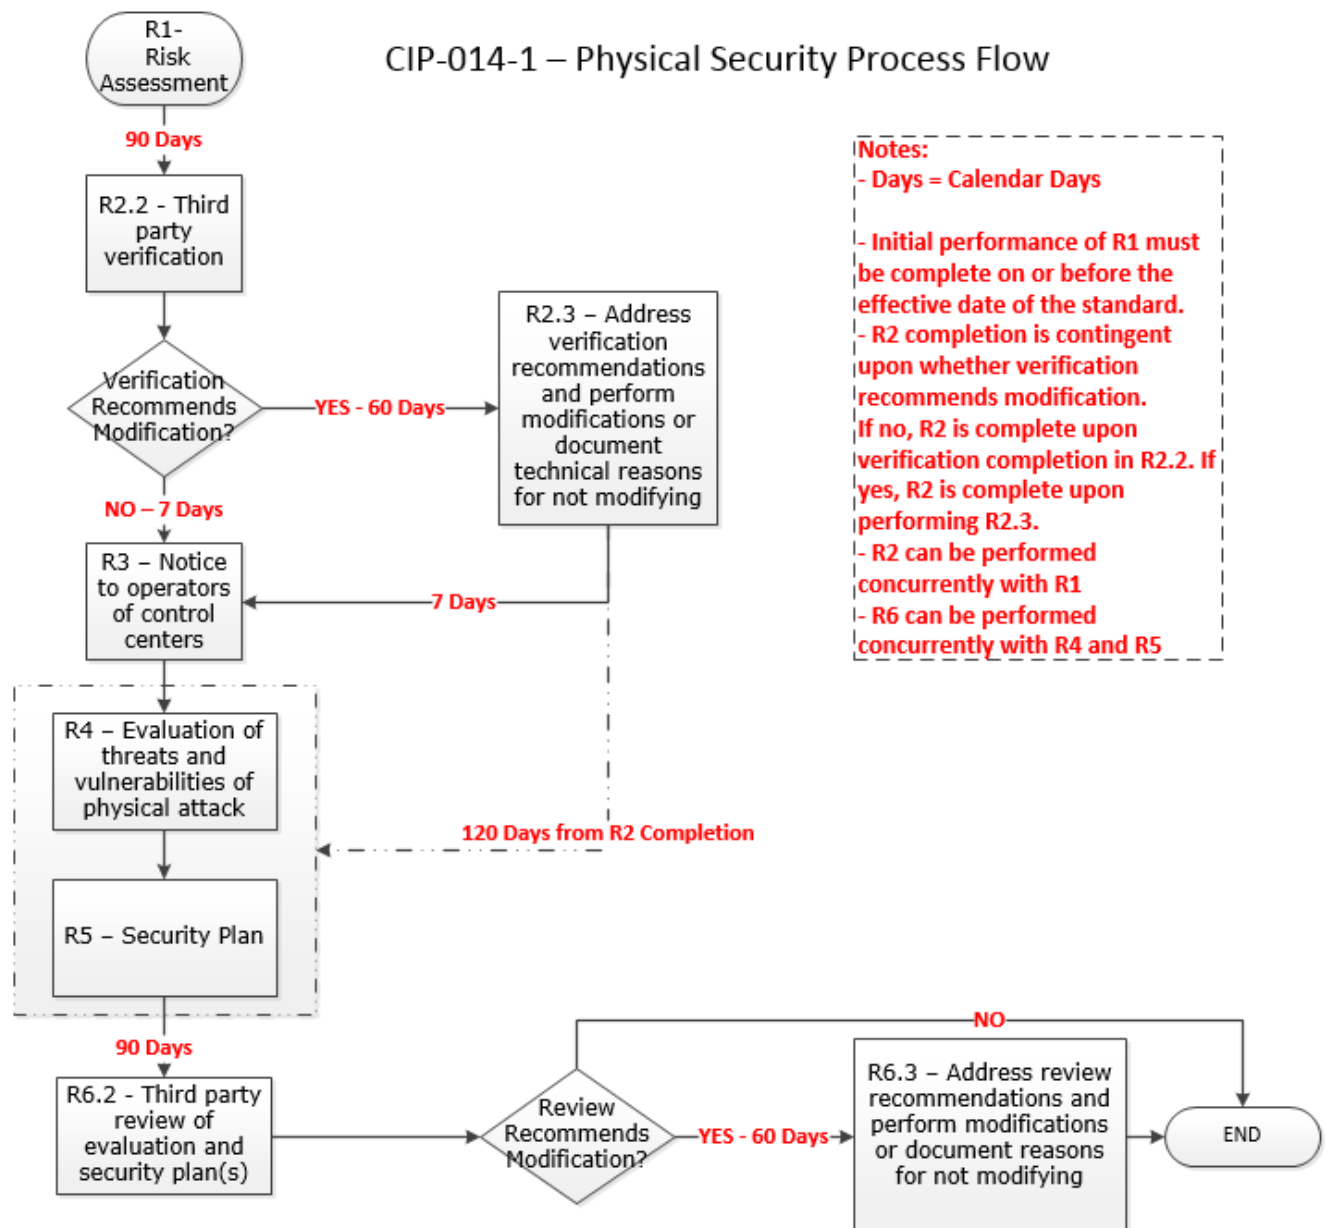 R1-
Risk
Assessment
CIP-014-1 – Physical Security Process Flow
90 Days
Notes:
- Days = Calendar Days
- Initial performance of R1 must
be complete on or before the
effective date of the standard.
- R2 completion is contingent
upon whether verification
recommends modification.
If no, R2 is complete upon
verification completion in R2.2. If
yes, R2 is complete upon
performing R2.3.
- R2 can be performed
concurrently with R1
- R6 can be performed
concurrently with R4 and R5
R2.2 - Third
party
verification
Verification
Recommends
Modification?
YES - 60 Days
R2.3 – Address
verification
recommendations
and perform
modifications or
document
technical reasons
for not modifying
NO – 7 Days
R3 – Notice
to operators
of control
centers
7 Days
R4 – Evaluation of
threats and
vulnerabilities of
physical attack
120 Days from R2 Completion
R5 – Security Plan
90 Days
R6.2 - Third party
review of
evaluation and
security plan(s)
Review
Recommends
Modification?
NO
YES - 60 Days
R6.3 – Address review
recommendations and
perform modifications
or document reasons
for not modifying
END